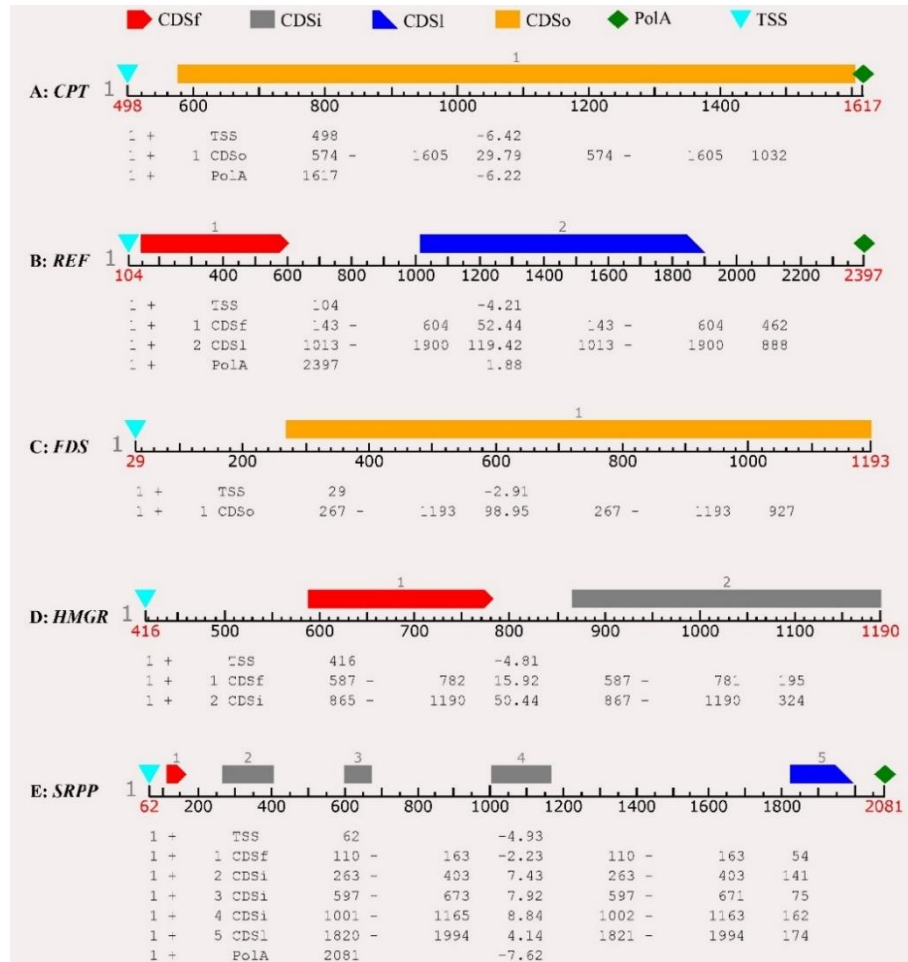 CDSf CDSi CDSl CDSo PolA TSS
1
A: CPT 1
498 600 800 1000 1200 1400 1617
1 + TSS 498 -6.42
1 + 1 CDSo 574 - 1605 29.79 574 - 1605 1032
1 + PolA 1617 -6.22
1 2
B: REF 1
104 400 600 800 1000 1200 1400 1600 1800 2000 2200 2397
1 + TSS 104 -4.21
1 + 1 CDSf 143 - 604 52.44 143 - 604 462
1 + 2 CDSl 1013 - 1900 119.42 1013 - 1900 888
1 + PolA 2397 1.88
1
C: FDS 1
29 200 400 600 800 1000 1193
1 + TSS 29 -2.91
1 + 1 CDSo 267 - 1193 98.95 267 - 1193 927
1 2
D: HMGR 1
416 500 600 700 800 900 1000 1100 1190
1 + TSS 416 -4.81
1 + 1 CDSf 587 - 782 15.92 587 - 781 195
1 + 2 CDSi 865 - 1190 50.44 867 - 1190 324
1 2 3 4 5
E: SRPP 1
62 200 400 600 800 1000 1200 1400 1600 1800 2081
1 + TSS 62 -4.93
1 + 1 CDSf 110 - 163 -2.23 110 - 163 54
1 + 2 CDSi 263 - 403 7.43 263 - 403 141
1 + 3 CDSi 597 - 673 7.92 597 - 671 75
1 + 4 CDSi 1001 - 1165 8.84 1002 - 1163 162
1 + 5 CDSl 1820 - 1994 4.14 1821 - 1994 174
1 + PolA 2081 -7.62